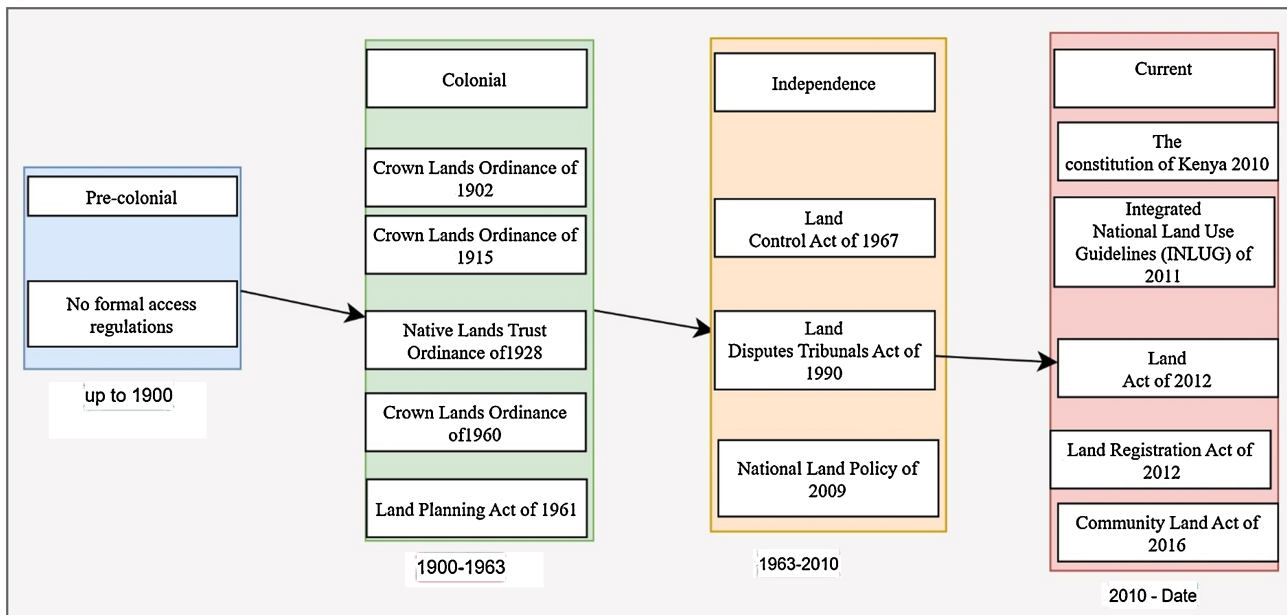 Pre-colonial
No formal access
regulations
up to 1900
Colonial
Crown Lands Ordinance of
1902
Crown Lands Ordinance of
1915
Native Lands Trust
Ordinance of1928
Crown Lands Ordinance
of1960
Land Planning Act of 1961
1900-1963
Independence
Land
Control Act of 1967
Land
Disputes Tribunals Act of
1990
National Land Policy of
2009
1963-2010
Current
The
constitution of Kenya 2010
Integrated
National Land Use
Guidelines (INLUG) of
2011
Land
Act of 2012
Land Registration Act of
2012
Community Land Act of
2016
2010 - Date